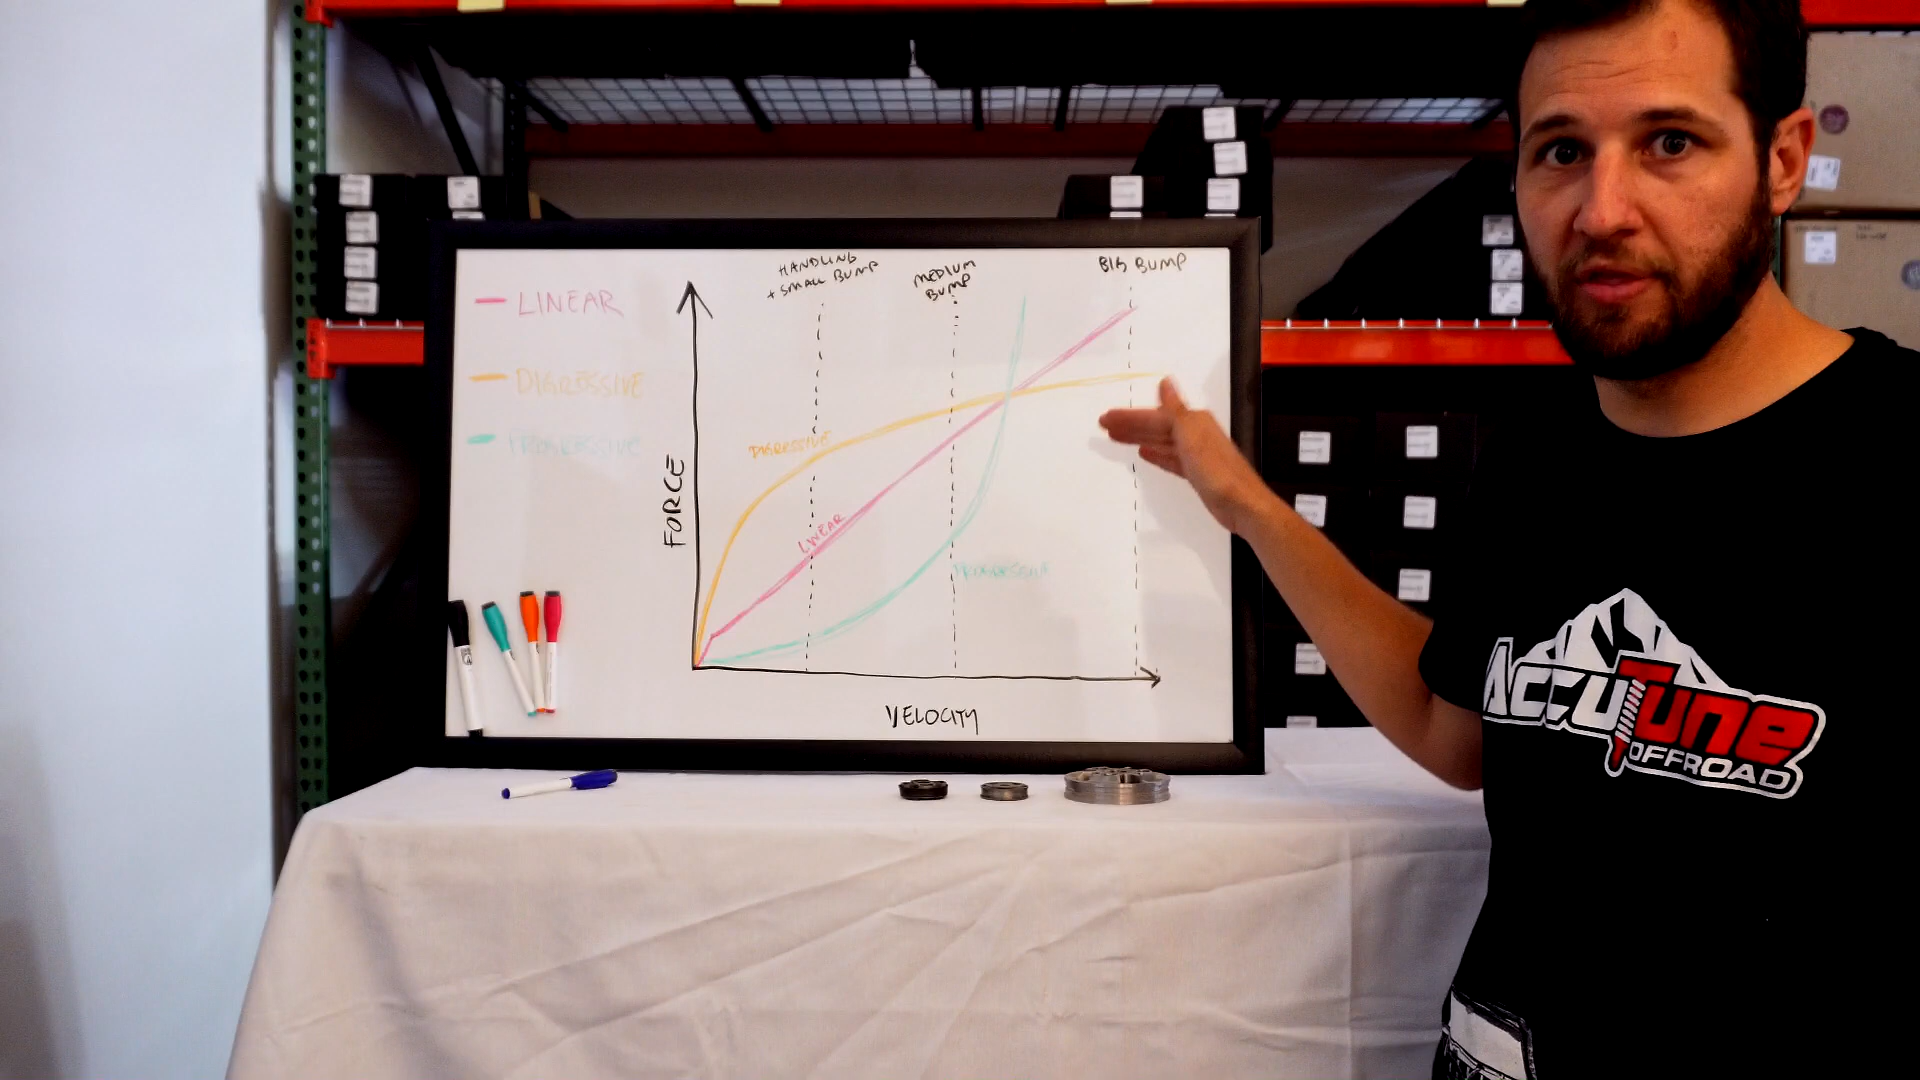 HANDLING
+ SMALL BUMP
MEDIUM
BUMP
BIG BUMP
LINEAR
DIGRESSIVE
PROGRESSIVE
DIGRESSIVE
LINEAR
PROGRESSIVE
FORCE
VELOCITY
ACCUTUNE
OFFROAD